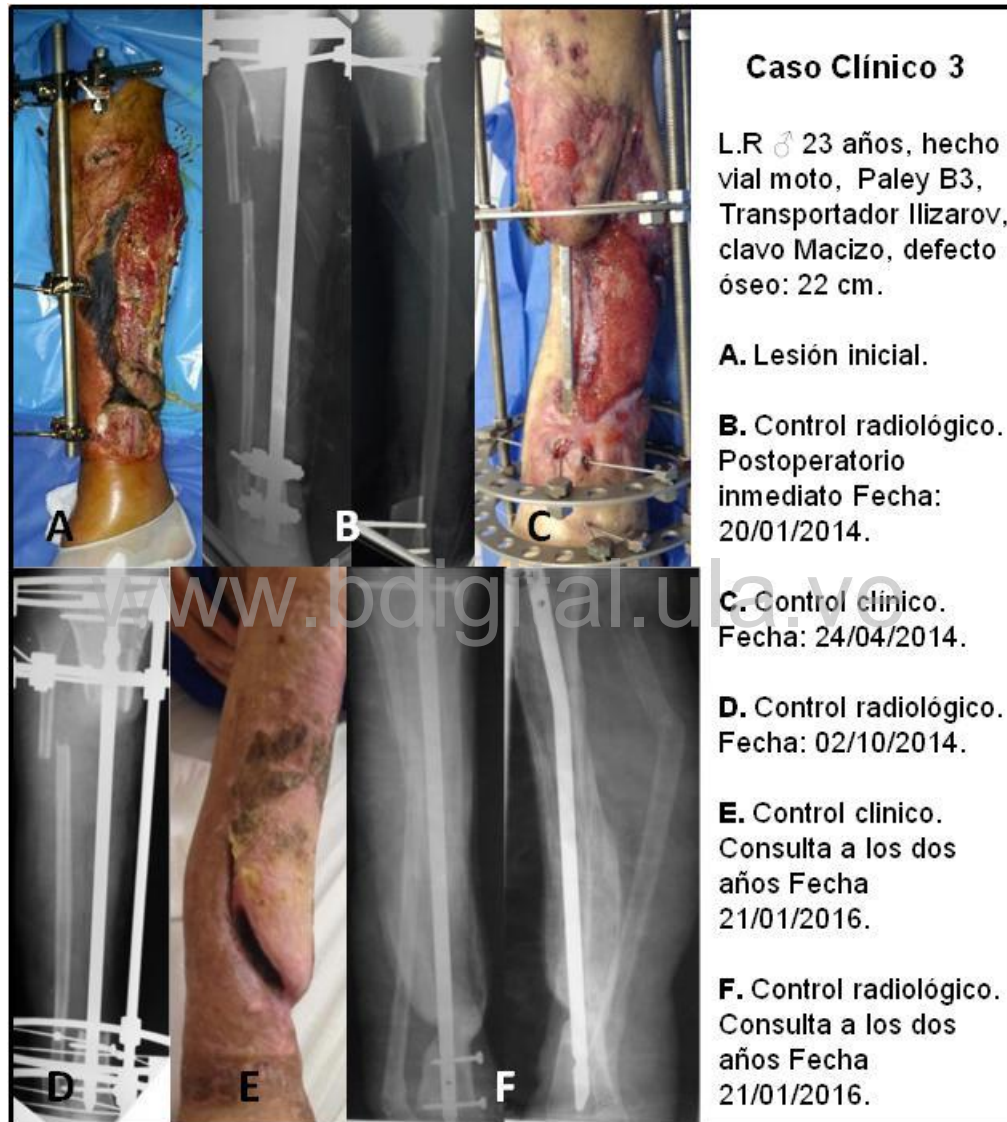 Caso Clínico 3
L.R ♂ 23 años, hecho
vial moto, Paley B3,
Transportador Ilizarov,
clavo Macizo, defecto
óseo: 22 cm.
A. Lesión inicial.
B. Control radiológico.
Postoperatorio
inmediato Fecha:
20/01/2014.
C. Control clínico.
Fecha: 24/04/2014.
D. Control radiológico.
Fecha: 02/10/2014.
E. Control clinico.
Consulta a los dos
años Fecha
21/01/2016.
F. Control radiológico.
Consulta a los dos
años Fecha
21/01/2016.
A
B
C
D
E
F
www.bdigital.ula.ve